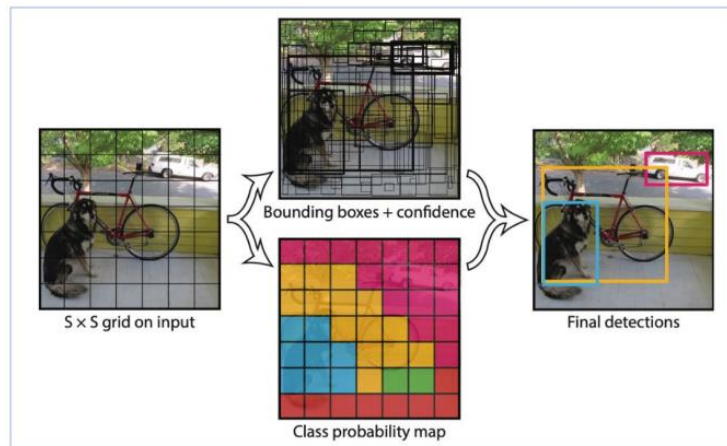 Bounding boxes + confidence
S × S grid on input
Final detections
Class probability map